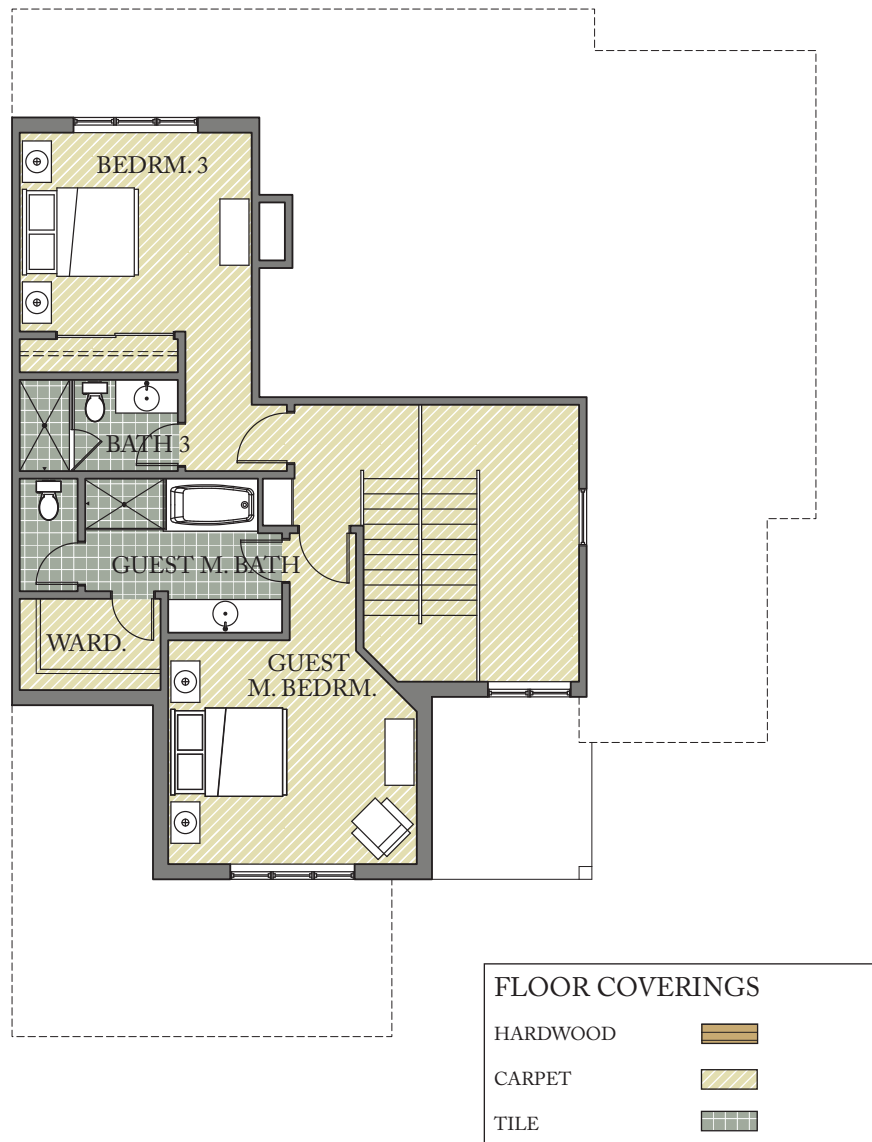 BEDRM. 3
BATH 3
GUEST M. BATH
WARD.
GUEST
M. BEDRM.
FLOOR COVERINGS
HARDWOOD
CARPET
TILE